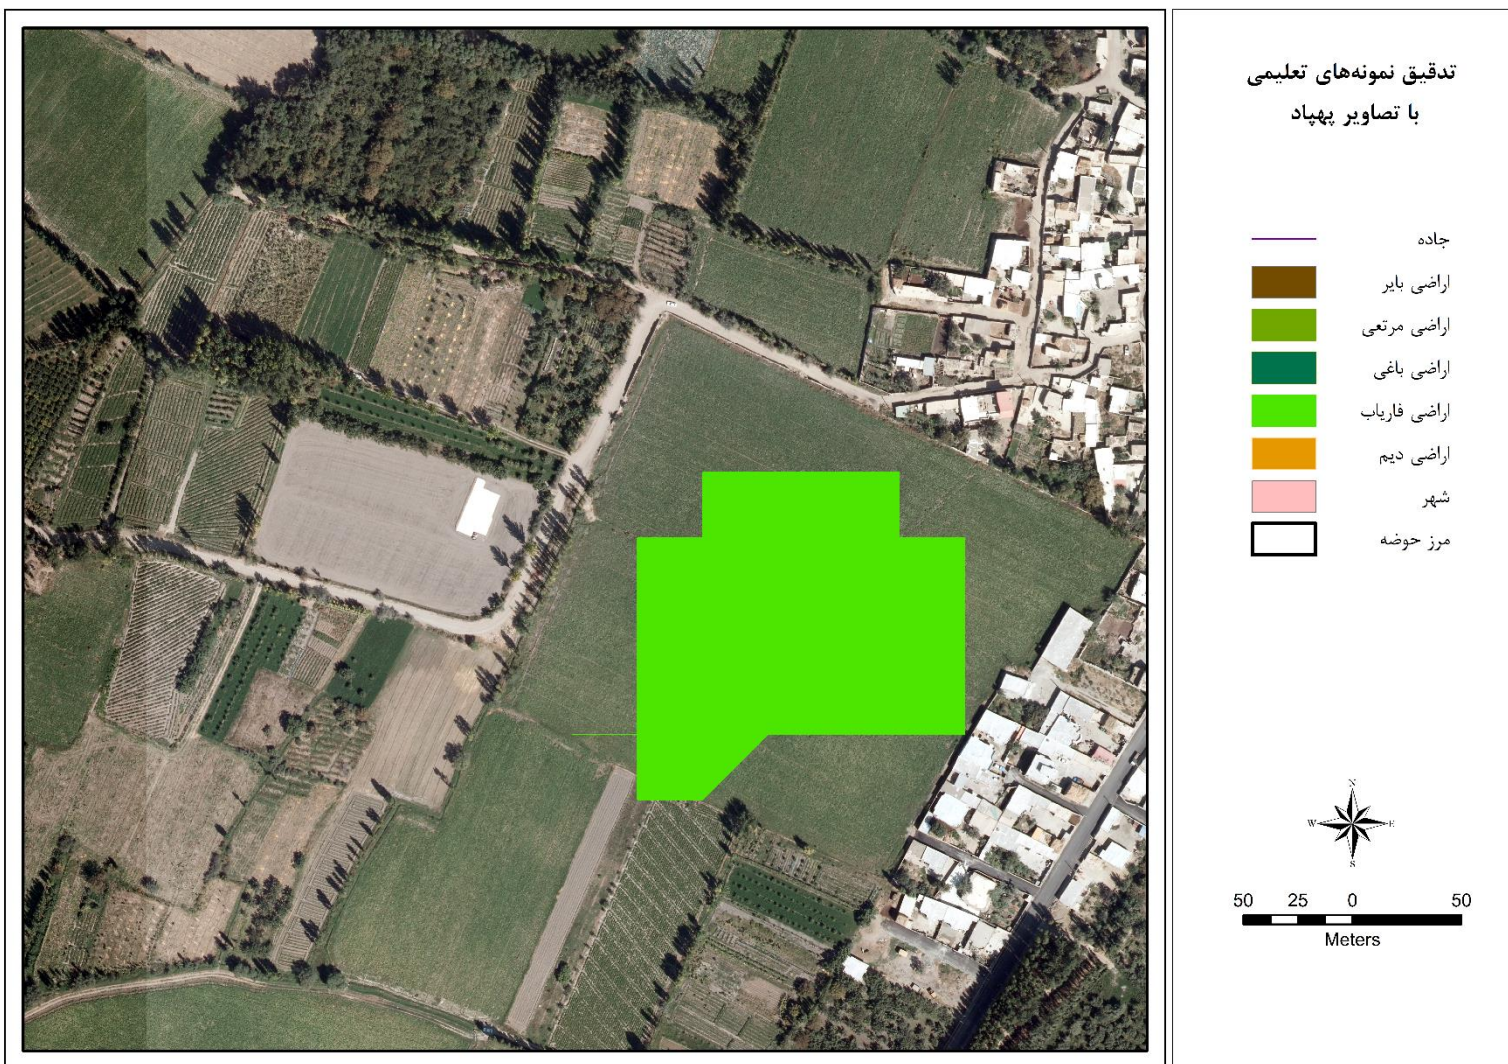 تدقیق نمونه‌های تعلیمی
با تصاویر پهپاد
جاده
اراضی بایر
اراضی مرتعی
اراضی باغی
اراضی فاریاب
اراضی دیم
شهر
مرز حوضه
N
W E
S
50 25 0 50
Meters